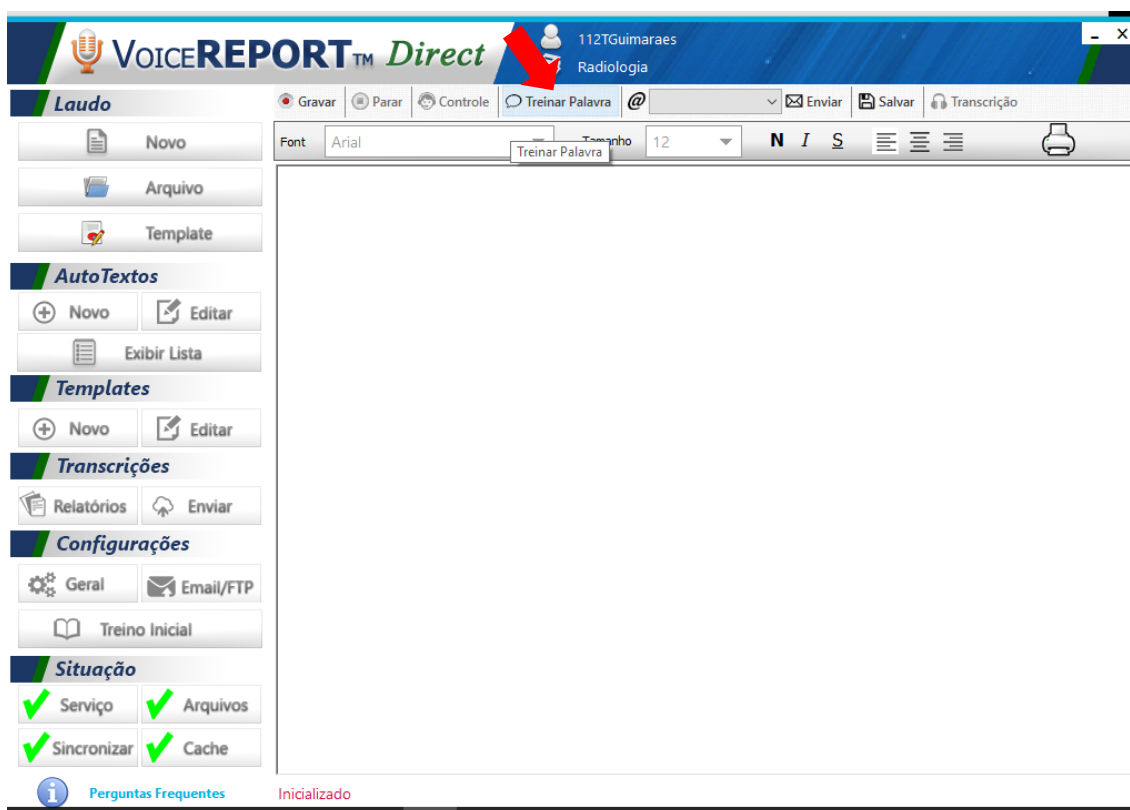 VOICEREPORT™ Direct
112TGuimaraes
Radiologia
Laudo
Novo
Arquivo
Template
AutoTextos
Novo Editar
Exibir Lista
Templates
Novo Editar
Transcrições
Relatórios Enviar
Configurações
Geral Email/FTP
Treino Inicial
Situação
Serviço Arquivos
Sincronizar Cache
Perguntas Frequentes
Gravar Parar Controle Treinar Palavra @ Enviar Salvar Transcrição
Font Arial Tamanho 12 N I S
Treinar Palavra
Inicializado